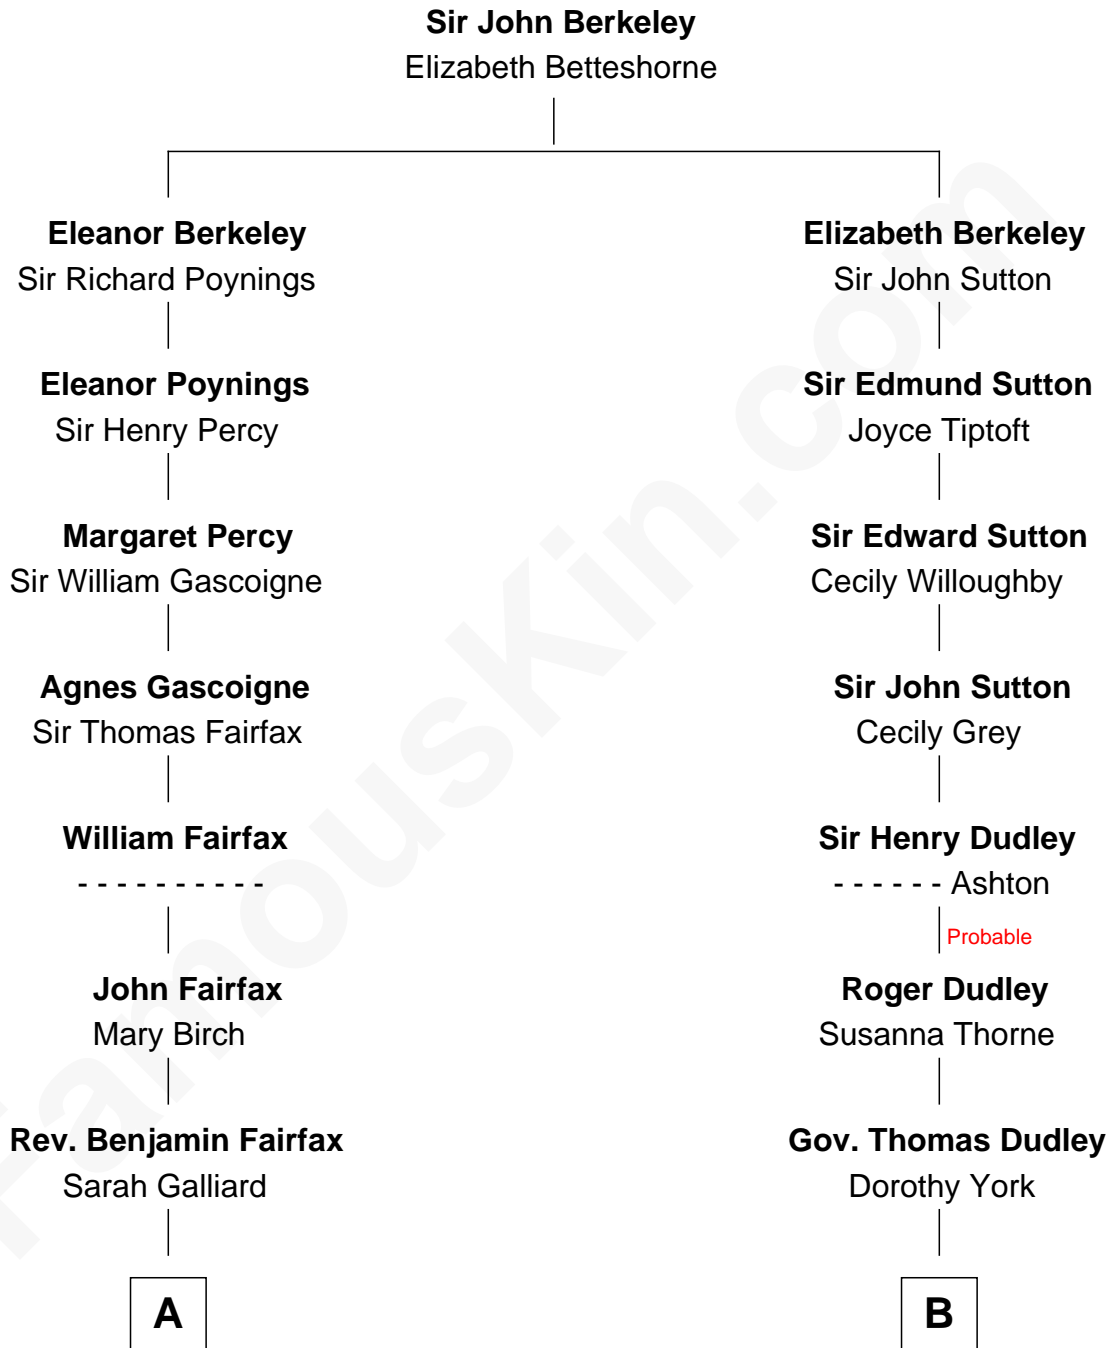 Sir John Berkeley
Elizabeth Betteshorne
Eleanor Berkeley
Sir Richard Poynings
Elizabeth Berkeley
Sir John Sutton
Eleanor Poynings
Sir Henry Percy
Sir Edmund Sutton
Joyce Tiptoft
Margaret Percy
Sir William Gascoigne
Sir Edward Sutton
Cecily Willoughby
Agnes Gascoigne
Sir Thomas Fairfax
Sir John Sutton
Cecily Grey
William Fairfax
- - - - - - - - - -
Sir Henry Dudley
- - - - - - Ashton
Probable
John Fairfax
Mary Birch
Roger Dudley
Susanna Thorne
Rev. Benjamin Fairfax
Sarah Galliard
Gov. Thomas Dudley
Dorothy York
A
B
FamousKin.com